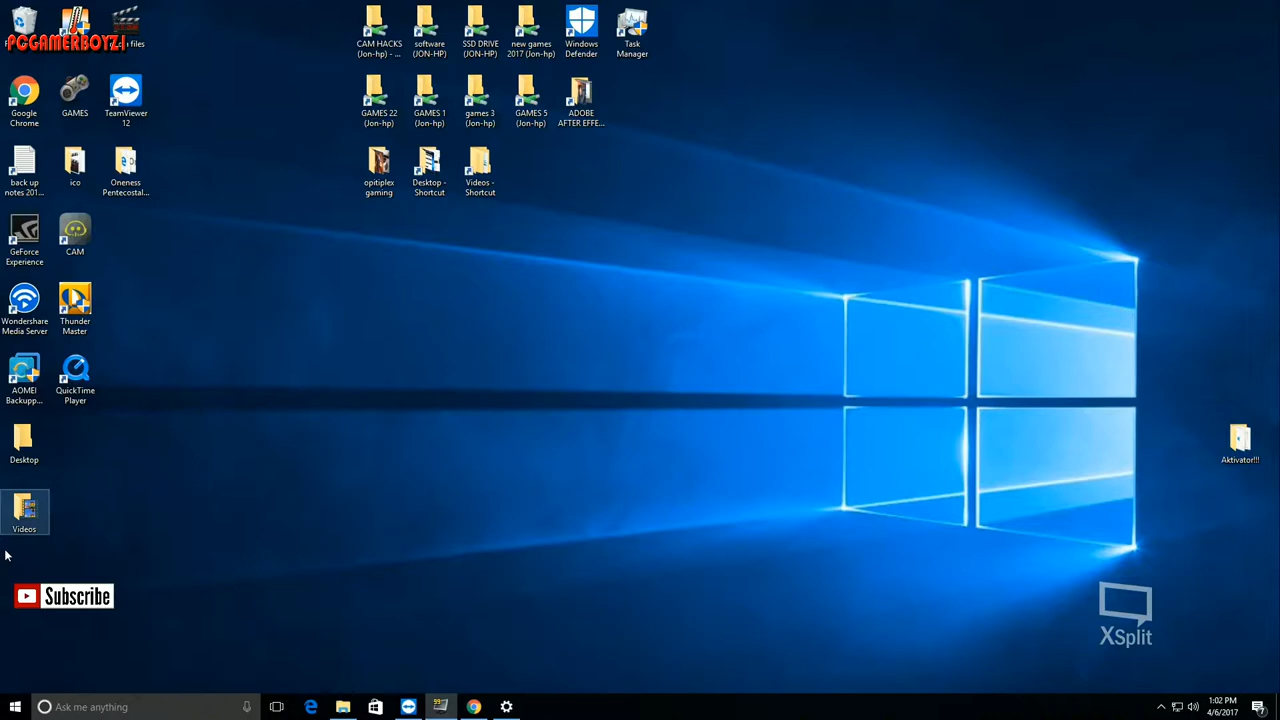 PCGAMERBOYZ!
files
CAM HACKS
(Jon-hp) - ...
software
(JON-HP)
SSD DRIVE
(JON-HP)
new games
2017 (Jon-hp)
Windows
Defender
Task
Manager
Google
Chrome
GAMES
TeamViewer
12
GAMES 22
(Jon-hp)
GAMES 1
(Jon-hp)
games 3
(Jon-hp)
GAMES 5
(Jon-hp)
ADOBE
AFTER EFFE...
back up
notes 201...
ico
Oneness
Pentecostal...
opitiplex
gaming
Desktop -
Shortcut
Videos -
Shortcut
GeForce
Experience
CAM
Wondershare
Media Server
Thunder
Master
AOMEI
Backupp...
QuickTime
Player
Desktop
Aktivator!!!
Videos
Subscribe
XSplit
Ask me anything
99
1:02 PM
4/6/2017